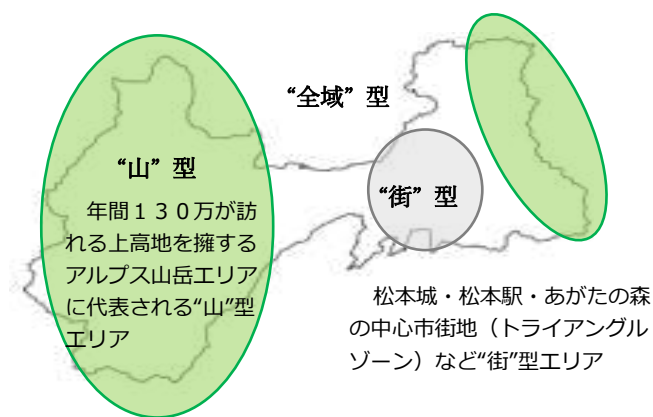 “全域”型
“山”型
年間１３０万が訪
れる上高地を擁する
アルプス山岳エリア
に代表される“山”型
エリア
“街”型
松本城・松本駅・あがたの森
の中心市街地（トライアングル
ゾーン）など“街”型エリア